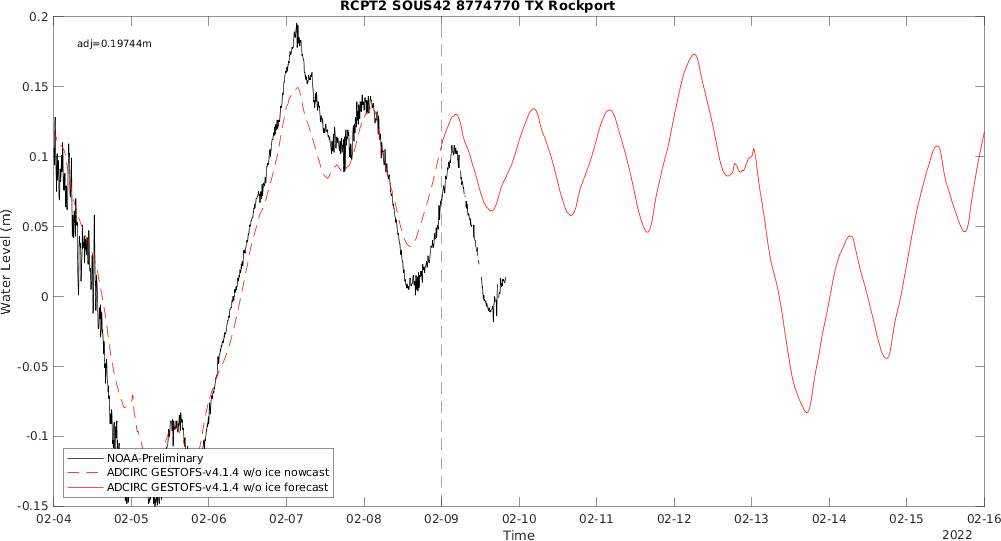 RCPT2 SOUS42 8774770 TX Rockport
adj=0.19744m
Water Level (m)
0.2
0.15
0.1
0.05
0
-0.05
-0.1
-0.15
NOAA-Preliminary
ADCIRC GESTOFS-v4.1.4 w/o ice nowcast
ADCIRC GESTOFS-v4.1.4 w/o ice forecast
02-04 02-05 02-06 02-07 02-08 02-09 02-10 02-11 02-12 02-13 02-14 02-15 02-16
Time
2022